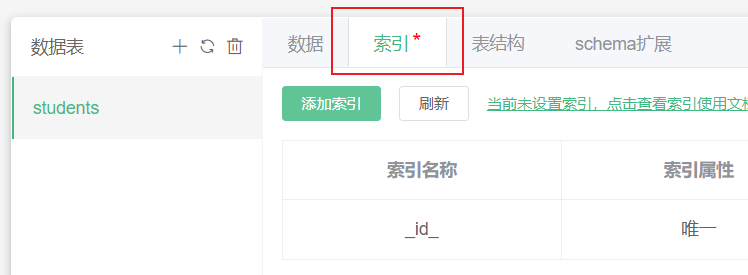 数据表
students
数据 索引 * 表结构 schema扩展
添加索引 刷新 当前未设置索引，点击查看索引使用文档
索引名称 索引属性
_id_ 唯一